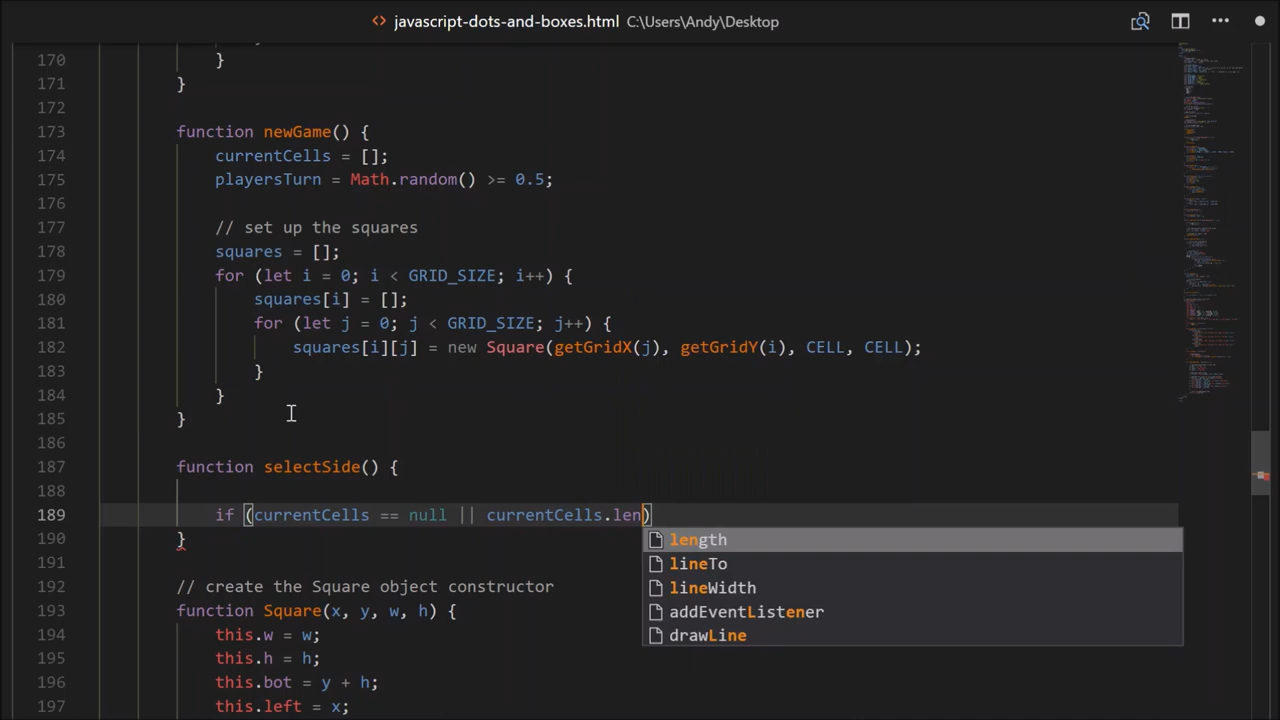 javascript-dots-and-boxes.html C:\Users\Andy\Desktop
170 }
171 }
172
173 function newGame() {
174 currentCells = [];
175 playersTurn = Math.random() >= 0.5;
176
177 // set up the squares
178 squares = [];
179 for (let i = 0; i < GRID_SIZE; i++) {
180 squares[i] = [];
181 for (let j = 0; j < GRID_SIZE; j++) {
182 squares[i][j] = new Square(getGridX(j), getGridY(i), CELL, CELL);
183 }
184 }
185 }
186
187 function selectSide() {
188
189 if (currentCells == null || currentCells.len)
length
190 }
lineTo
191
lineWidth
192 // create the Square object constructor
addEventListener
193 function Square(x, y, w, h) {
drawLine
194 this.w = w;
195 this.h = h;
196 this.bot = y + h;
197 this.left = x;